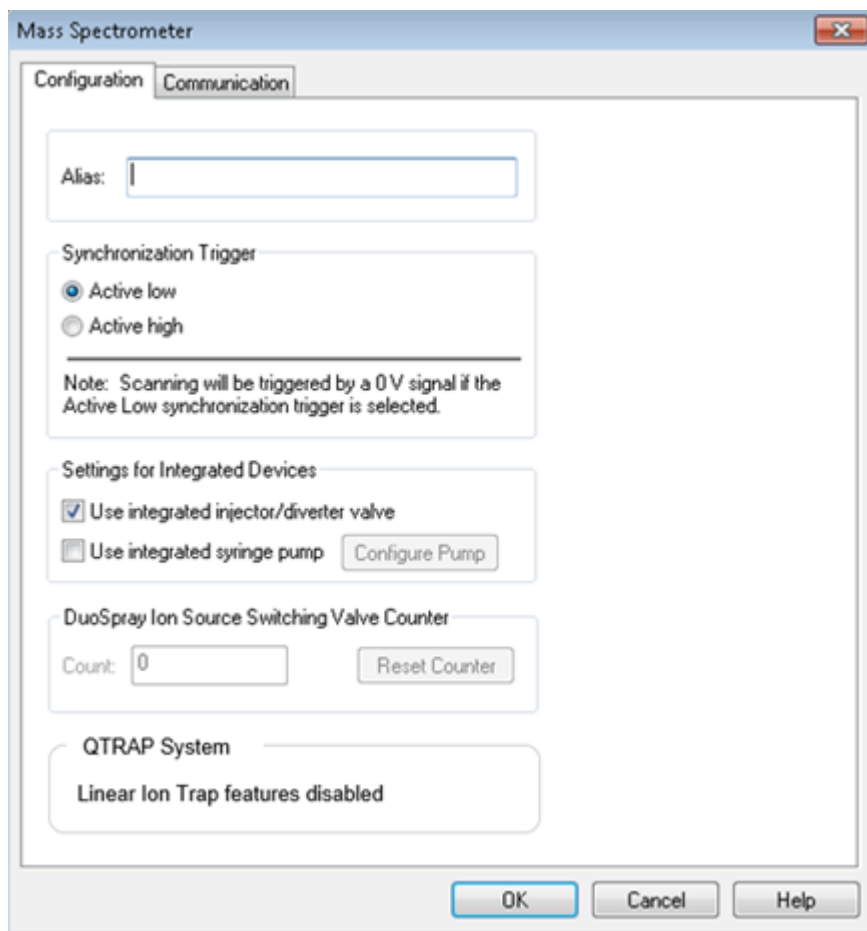 Mass Spectrometer
Configuration Communication
Alias:
Synchronization Trigger
Active low
Active high
Note: Scanning will be triggered by a 0 V signal if the
Active Low synchronization trigger is selected.
Settings for Integrated Devices
Use integrated injector/diverter valve
Use integrated syringe pump Configure Pump
DuoSpray Ion Source Switching Valve Counter
Count: 0 Reset Counter
QTRAP System
Linear Ion Trap features disabled
OK Cancel Help